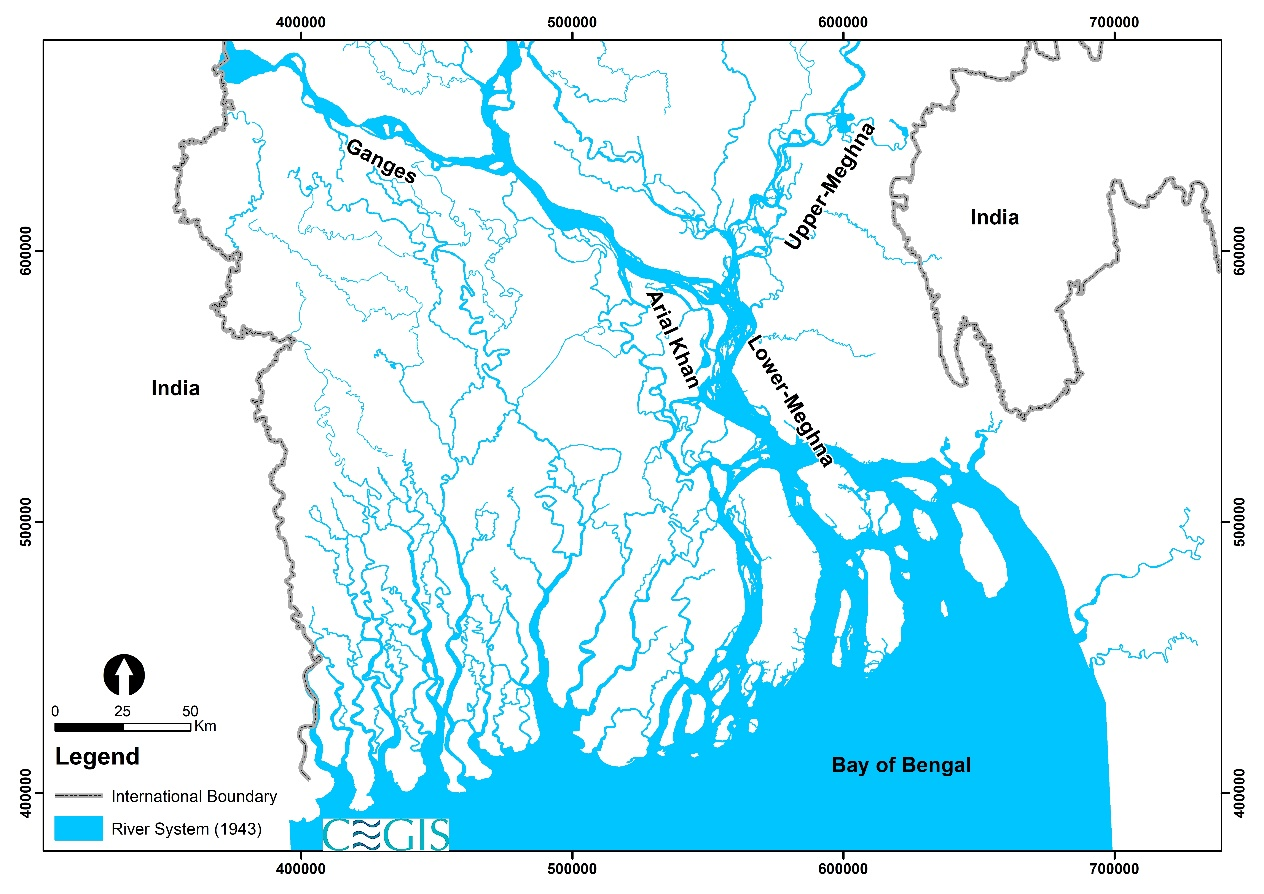 400000 500000 600000 700000
Ganges
Upper-Meghna
India
600000 600000
Arial Khan
Lower-Meghna
India
500000 500000
0 25 50
Km
Legend
Bay of Bengal
International Boundary
400000 400000
River System (1943)
CEGIS
400000 500000 600000 700000